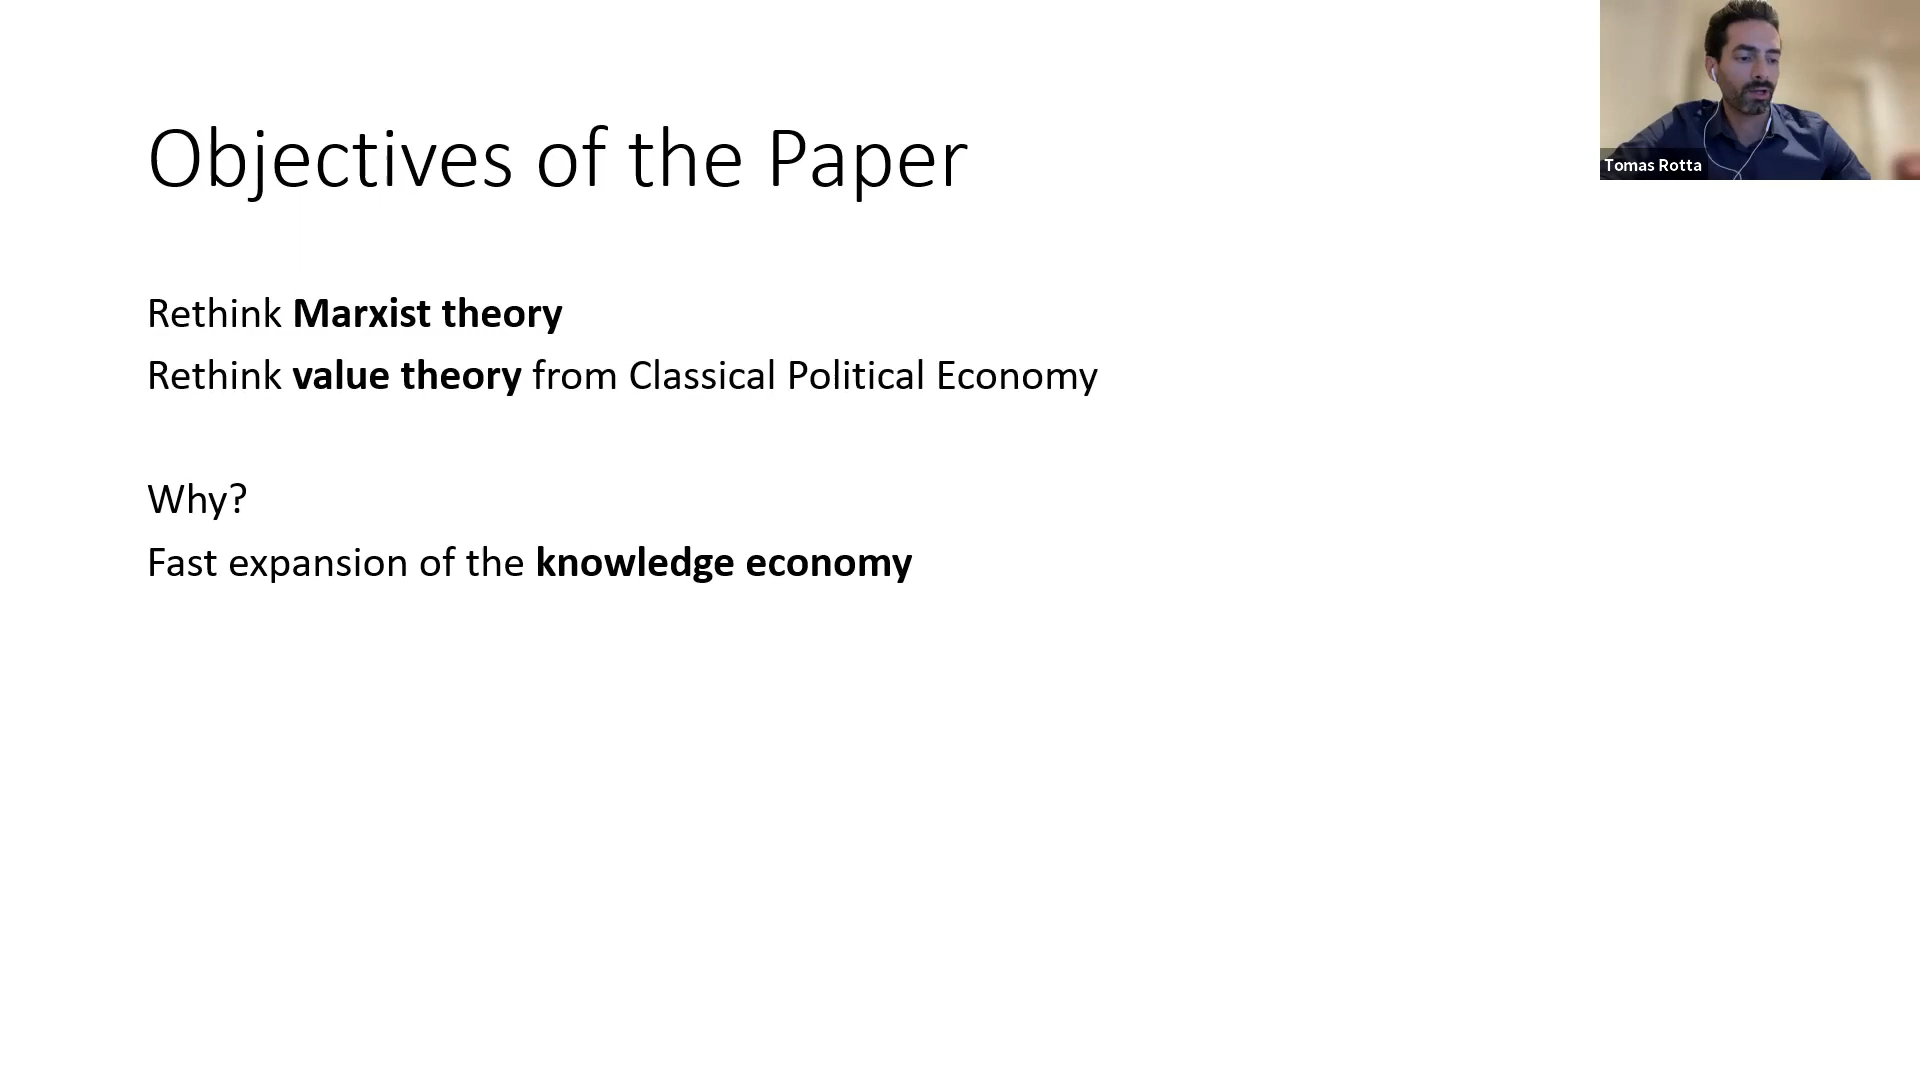 Objectives of the Paper
Tomas Rotta
Rethink Marxist theory
Rethink value theory from Classical Political Economy
Why?
Fast expansion of the knowledge economy